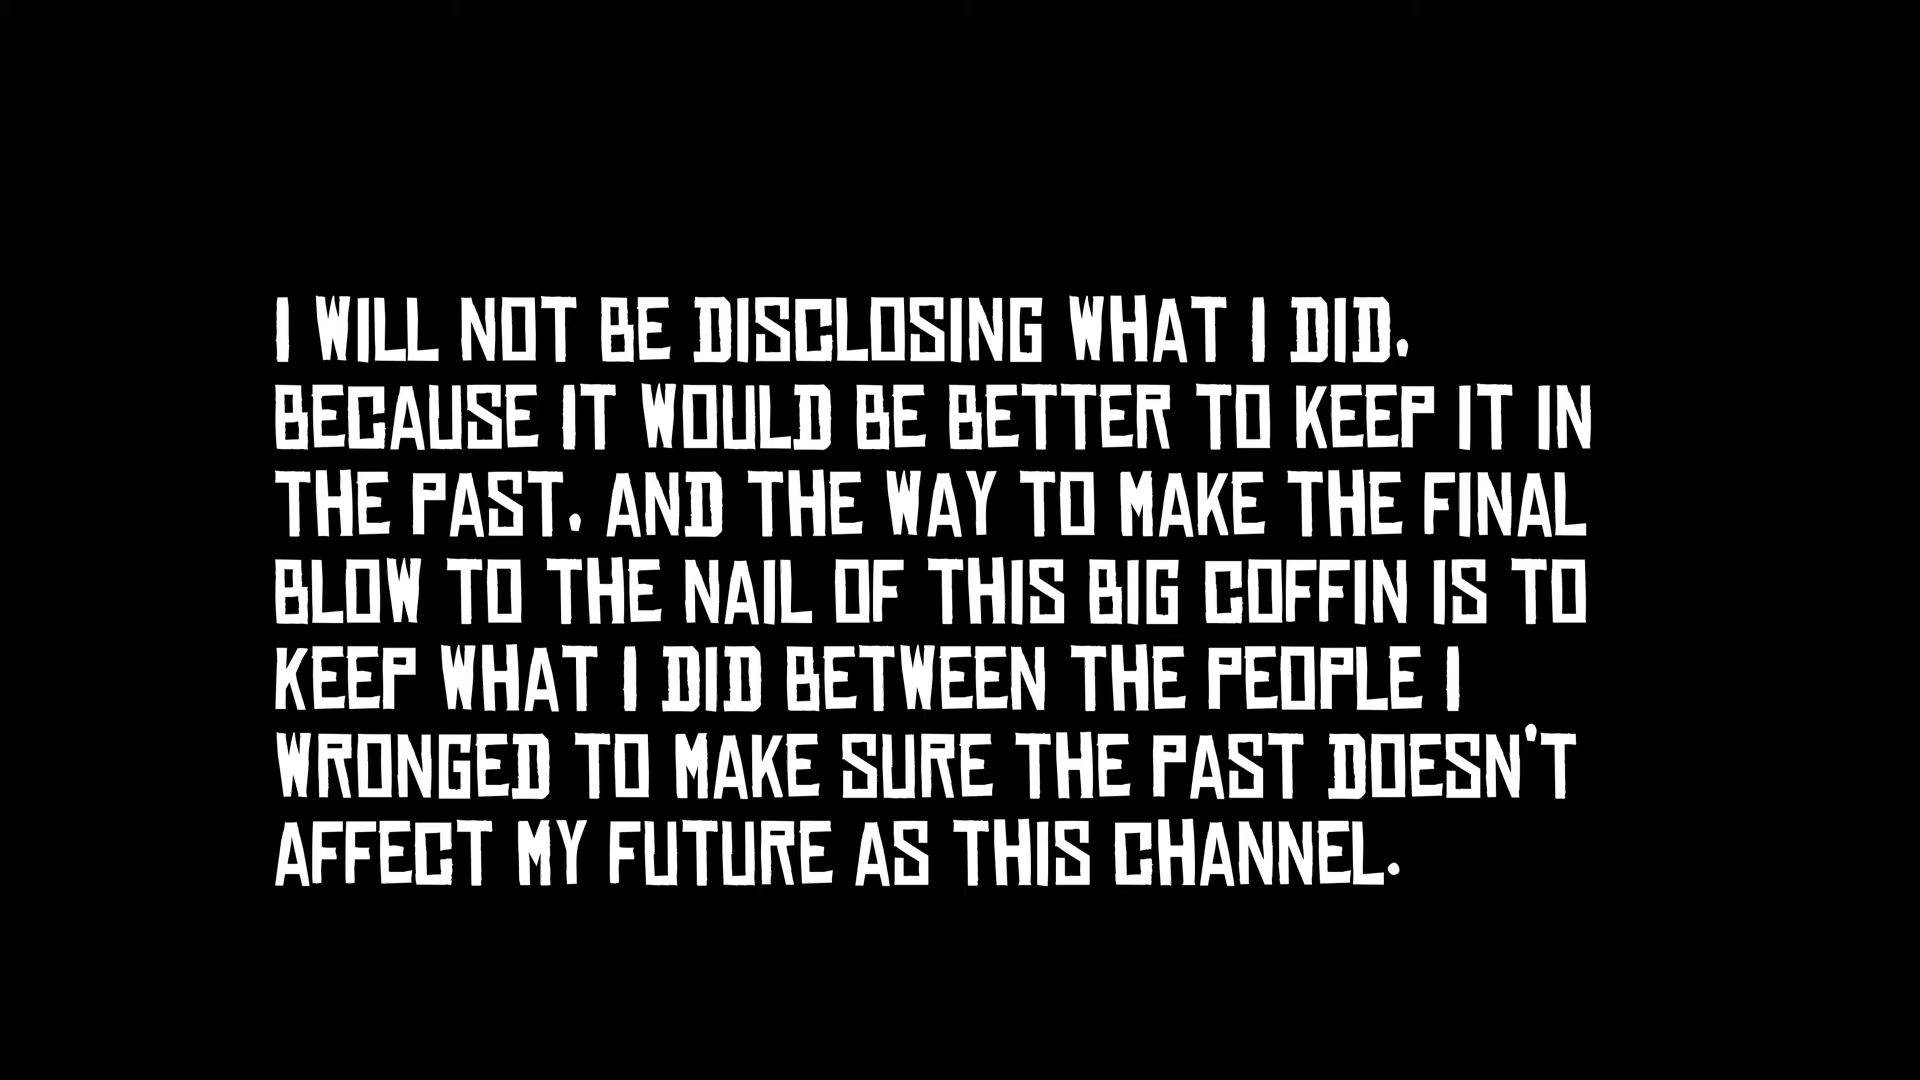 I WILL NOT BE DISCLOSING WHAT I DID.
BECAUSE IT WOULD BE BETTER TO KEEP IT IN
THE PAST. AND THE WAY TO MAKE THE FINAL
BLOW TO THE NAIL OF THIS BIG COFFIN IS TO
KEEP WHAT I DID BETWEEN THE PEOPLE I
WRONGED TO MAKE SURE THE PAST DOESN'T
AFFECT MY FUTURE AS THIS CHANNEL.